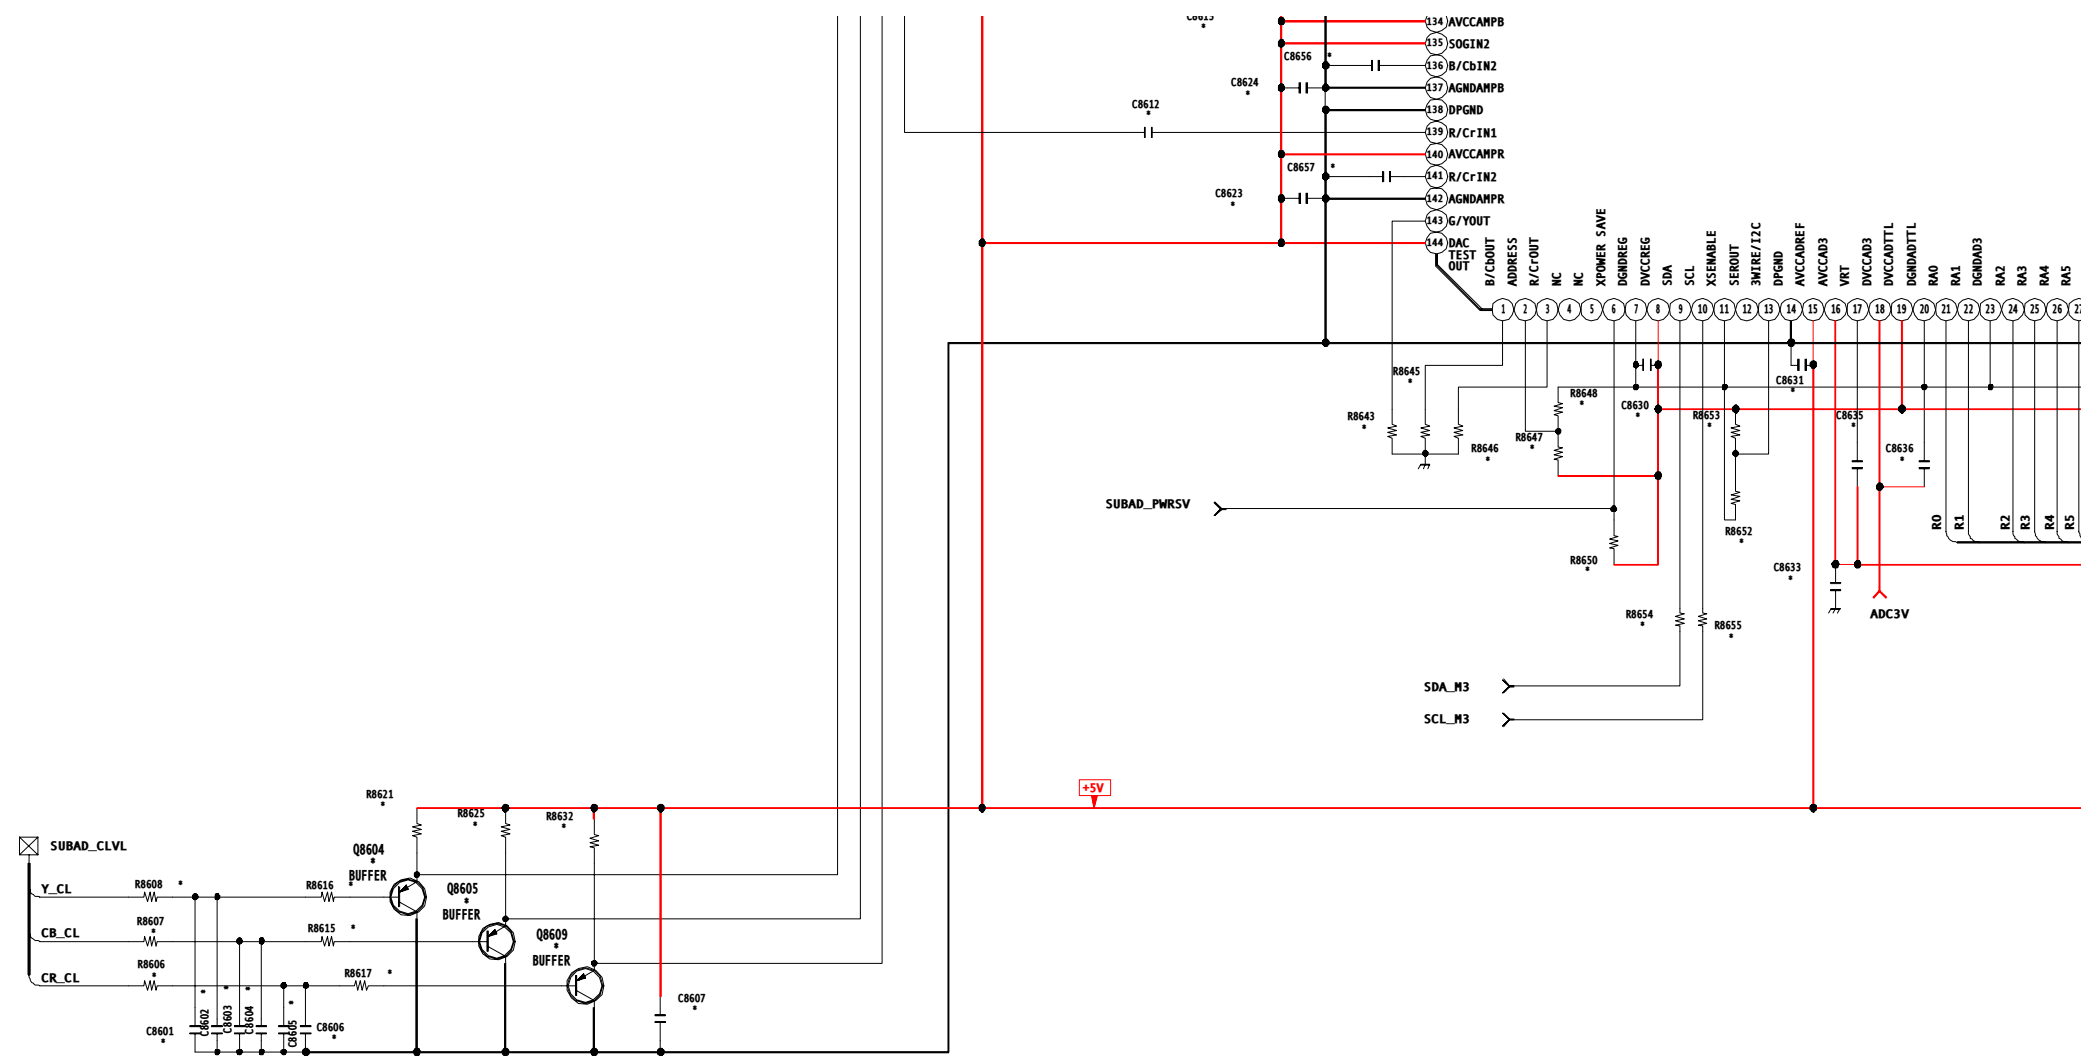 C8613
*
134 AVCCAMPB
135 SOGIN2
C8656 *
136 B/CbIN2
C8624
*
137 AGNDAMPB
138 DPGND
C8612
*
139 R/CrIN1
140 AVCCAMPR
C8657 *
141 R/CrIN2
C8623
*
142 AGNDAMPR
143 G/YOUT
144 DAC
TEST
OUT
B/CbOUT
ADDRESS
R/CrOUT
NC
NC
XPOWER SAVE
DGNDREG
DVCCREG
SDA
SCL
XSENABLE
SEROUT
3WIRE/I2C
DPGND
AVCCADREF
AVCCAD3
VRT
DVCCAD3
DVCCADTTL
DGNDADTTL
RA0
RA1
DGNDAD3
RA2
RA3
RA4
RA5
1 2 3 4 5 6 7 8 9 10 11 12 13 14 15 16 17 18 19 20 21 22 23 24 25 26 27
R8645
*
R8643
*
R8646
*
R8648
*
R8647
*
C8630
*
R8653
*
C8631
*
C8635
*
C8636
*
SUBAD_PWRSV
R8650
*
R8652
*
C8633
*
R0
R1
R2
R3
R4
R5
ADC3V
R8654
*
R8655
*
SDA_M3
SCL_M3
+5V
R8621
*
R8625
*
R8632
*
SUBAD_CLVL
Q8604
*
BUFFER
Y_CL
R8608 *
R8616 *
Q8605
*
BUFFER
CB_CL
R8607
*
R8615 *
Q8609
*
BUFFER
CR_CL
R8606
*
R8617 *
C8601
*
C8602 *
C8603 *
C8604 *
C8605 *
C8606
*
C8607
*